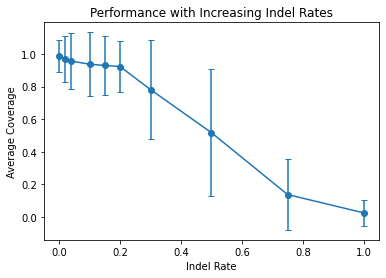 Performance with Increasing Indel Rates
1.0
0.8
0.6
0.4
0.2
0.0
Average Coverage
0.0 0.2 0.4 0.6 0.8 1.0
Indel Rate